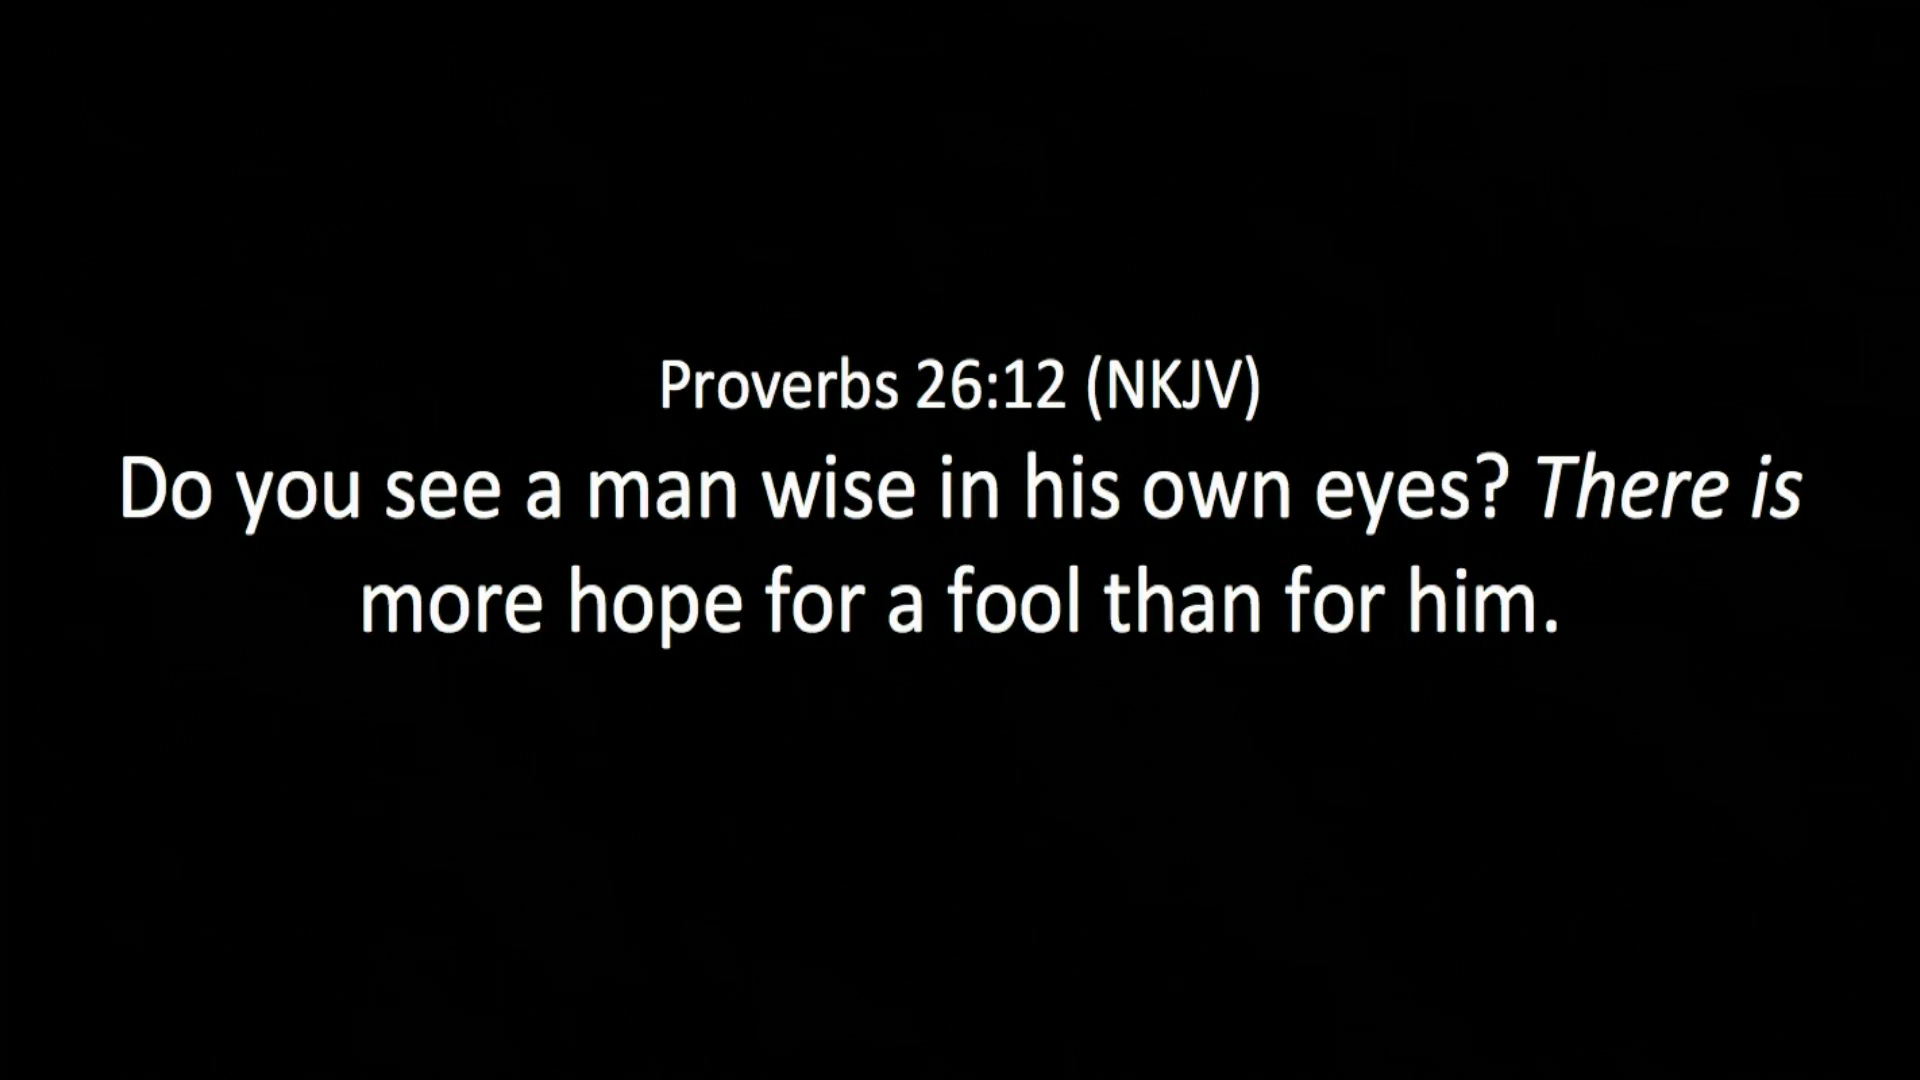 Proverbs 26:12 (NKJV)
Do you see a man wise in his own eyes? There is
more hope for a fool than for him.